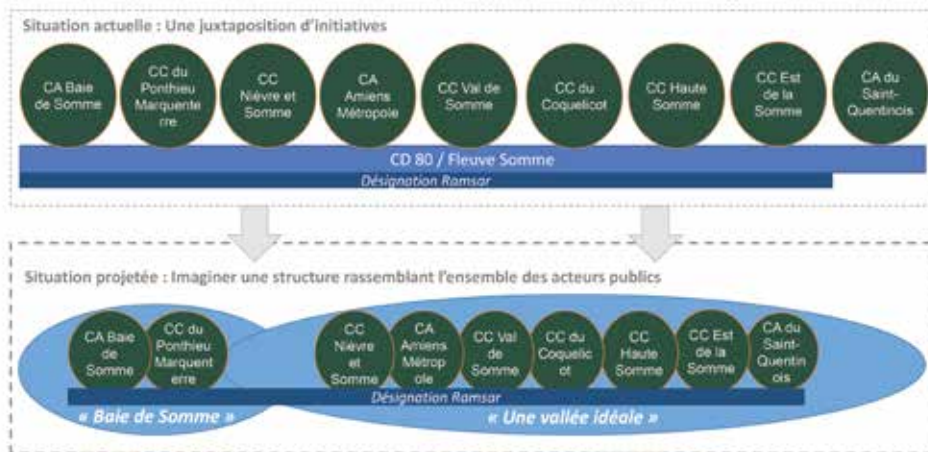 Situation actuelle : Une juxtaposition d'initiatives
CA Baie
de Somme
CC du
Ponthieu
Marquente
rre
CC
Nièvre et
Somme
CA
Amiens
Métropole
CC Val de
Somme
CC du
Coquelicot
CC Haute
Somme
CC Est
de la
Somme
CA du
Saint-
Quentinois
CD 80 / Fleuve Somme
Désignation Ramsar
Situation projetée : Imaginer une structure rassemblant l'ensemble des acteurs publics
CA Baie
de
Somme
CC du
Ponthieu
Marquent
erre
CC
Nièvre
et
Somme
CA
Amiens
Métrop
ole
CC Val
de
Somme
CC du
Coquelic
ot
CC
Haute
Somme
CC Est
de la
Somme
CA du
Saint-
Quentin
ois
Désignation Ramsar
« Baie de Somme »
« Une vallée idéale »